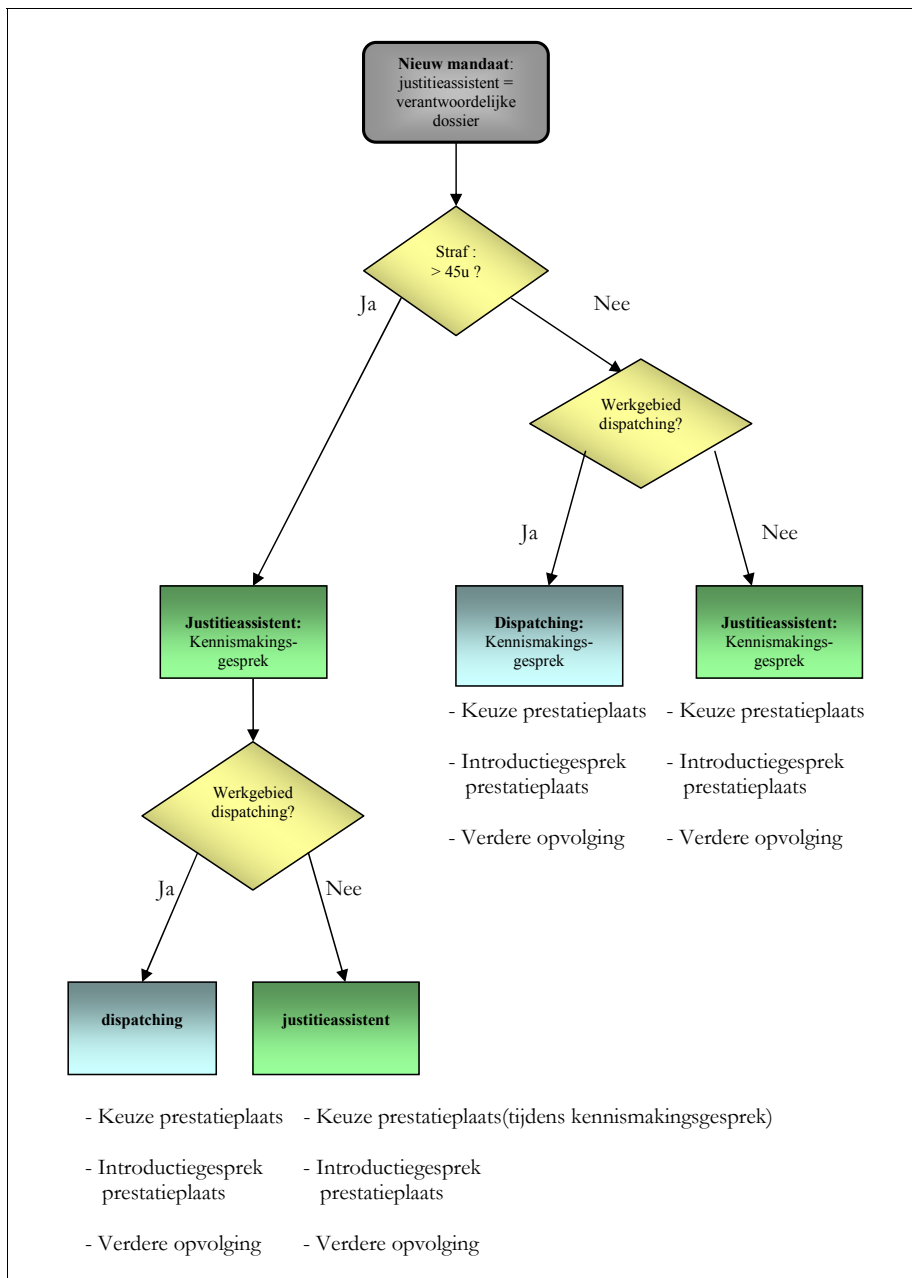 Nieuw mandaat:
justitieassistent =
verantwoordelijke
dossier
Straf :
> 45u ?
Ja
Nee
Werkgebied
dispatching?
Ja
Nee
Justitieassistent:
Kennismakings-
gesprek
Dispatching:
Kennismakings-
gesprek
Justitieassistent:
Kennismakings-
gesprek
- Keuze prestatieplaats
- Introductiegesprek
prestatieplaats
- Verdere opvolging
- Keuze prestatieplaats
- Introductiegesprek
prestatieplaats
- Verdere opvolging
Werkgebied
dispatching?
Ja
Nee
dispatching
justitieassistent
- Keuze prestatieplaats
- Introductiegesprek
prestatieplaats
- Verdere opvolging
- Keuze prestatieplaats(tijdens kennismakingsgesprek)
- Introductiegesprek
prestatieplaats
- Verdere opvolging